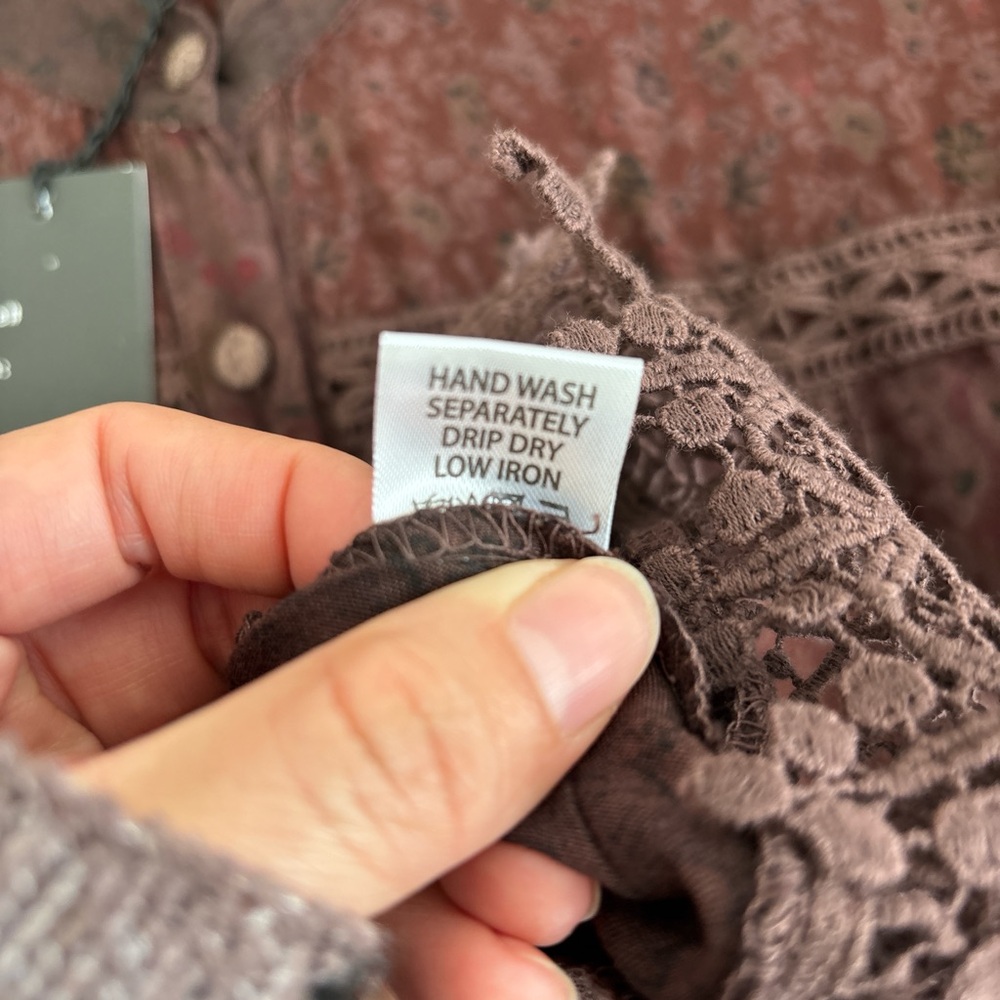 HAND WASH
SEPARATELY
DRIP DRY
LOW IRON